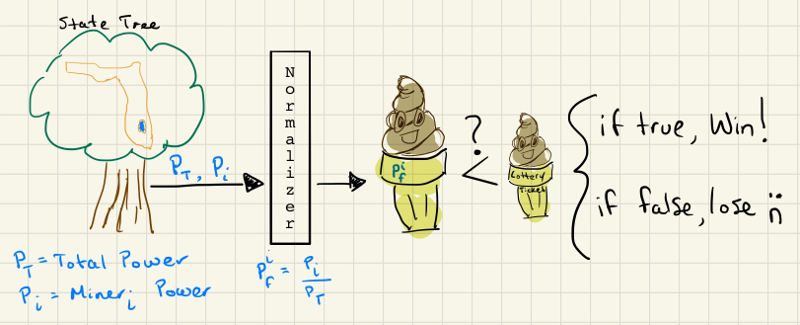 State Tree
Normalizer
P_T, P_i
P_f^i
?
<
Lottery
Ticket
if true, Win!
if false, lose :(
P_T = Total Power
P_i = Miner_i Power
P_f^i = P_i / P_T